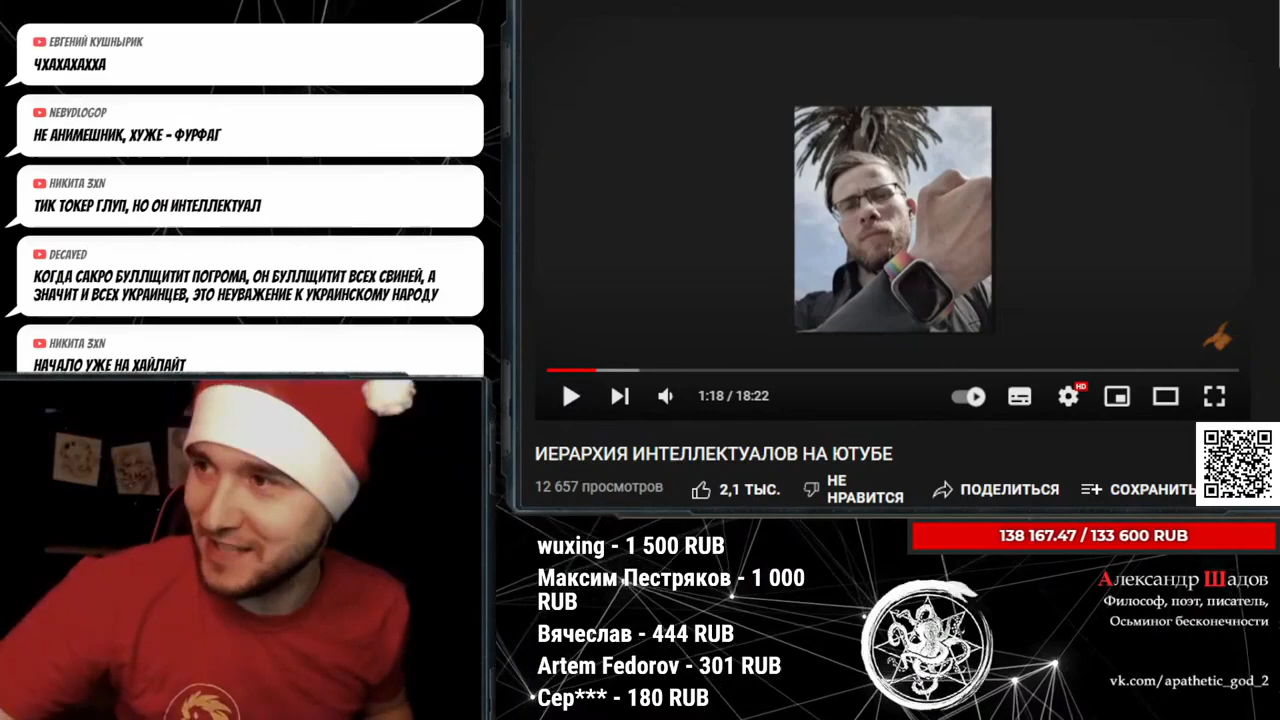 ЕВГЕНИЙ КУШНЫРИК
ЧХАХАХАХХА
NEBYDLOGOP
НЕ АНИМЕШНИК, ХУЖЕ - ФУРФАГ
НИКИТА 3XN
ТИК ТОКЕР ГЛУП, НО ОН ИНТЕЛЛЕКТУАЛ
DECAYED
КОГДА САКРО БУЛЛЩИТИТ ПОГРОМА, ОН БУЛЛЩИТИТ ВСЕХ СВИНЕЙ, А
ЗНАЧИТ И ВСЕХ УКРАИНЦЕВ, ЭТО НЕУВАЖЕНИЕ К УКРАИНСКОМУ НАРОДУ
НИКИТА 3XN
НАЧАЛО УЖЕ НА ХАЙЛАЙТ
1:18 / 18:22
HD
ИЕРАРХИЯ ИНТЕЛЛЕКТУАЛОВ НА ЮТУБЕ
12 657 просмотров
2,1 ТЫС.
НЕ
НРАВИТСЯ
ПОДЕЛИТЬСЯ
СОХРАНИТЬ
138 167.47 / 133 600 RUB
wuxing - 1 500 RUB
Максим Пестряков - 1 000
RUB
Вячеслав - 444 RUB
Artem Fedorov - 301 RUB
Сер*** - 180 RUB
Александр Шадов
Философ, поэт, писатель,
Осьминог бесконечности
vk.com/apathetic_god_2